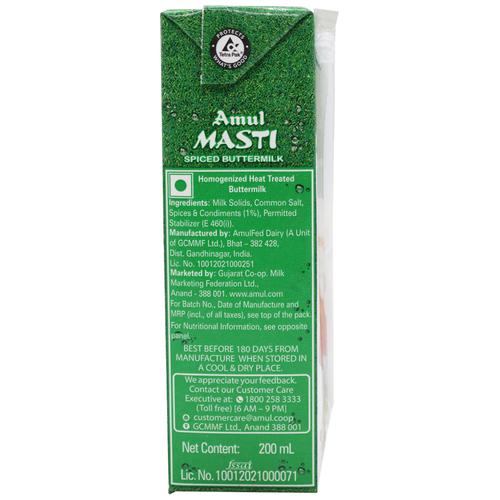 PROTECTS
Tetra Pak®
WHAT'S GOOD
Amul
MASTI
SPICED BUTTERMILK
Homogenized Heat Treated
Buttermilk
Ingredients: Milk Solids, Common Salt,
Spices & Condiments (1%), Permitted
Stabilizer (E 460(i)).
Manufactured by: AmulFed Dairy (A Unit
of GCMMF Ltd.), Bhat – 382 428,
Dist. Gandhinagar, India.
Lic. No. 10012021000251
Marketed by: Gujarat Co-op. Milk
Marketing Federation Ltd.,
Anand - 388 001. www.amul.com
For Batch No., Date of Manufacture and
MRP (incl., of all taxes), see top of the pack.
For Nutritional Information, see opposite
panel.
BEST BEFORE 180 DAYS FROM
MANUFACTURE WHEN STORED IN
A COOL & DRY PLACE.
We appreciate your feedback.
Contact our Customer Care
Executive at: 1800 258 3333
(Toll free) [6 AM – 9 PM]
customercare@amul.coop
GCMMF Ltd., Anand 388 001
Net Content: 200 mL
fssai
Lic. No. 10012021000071